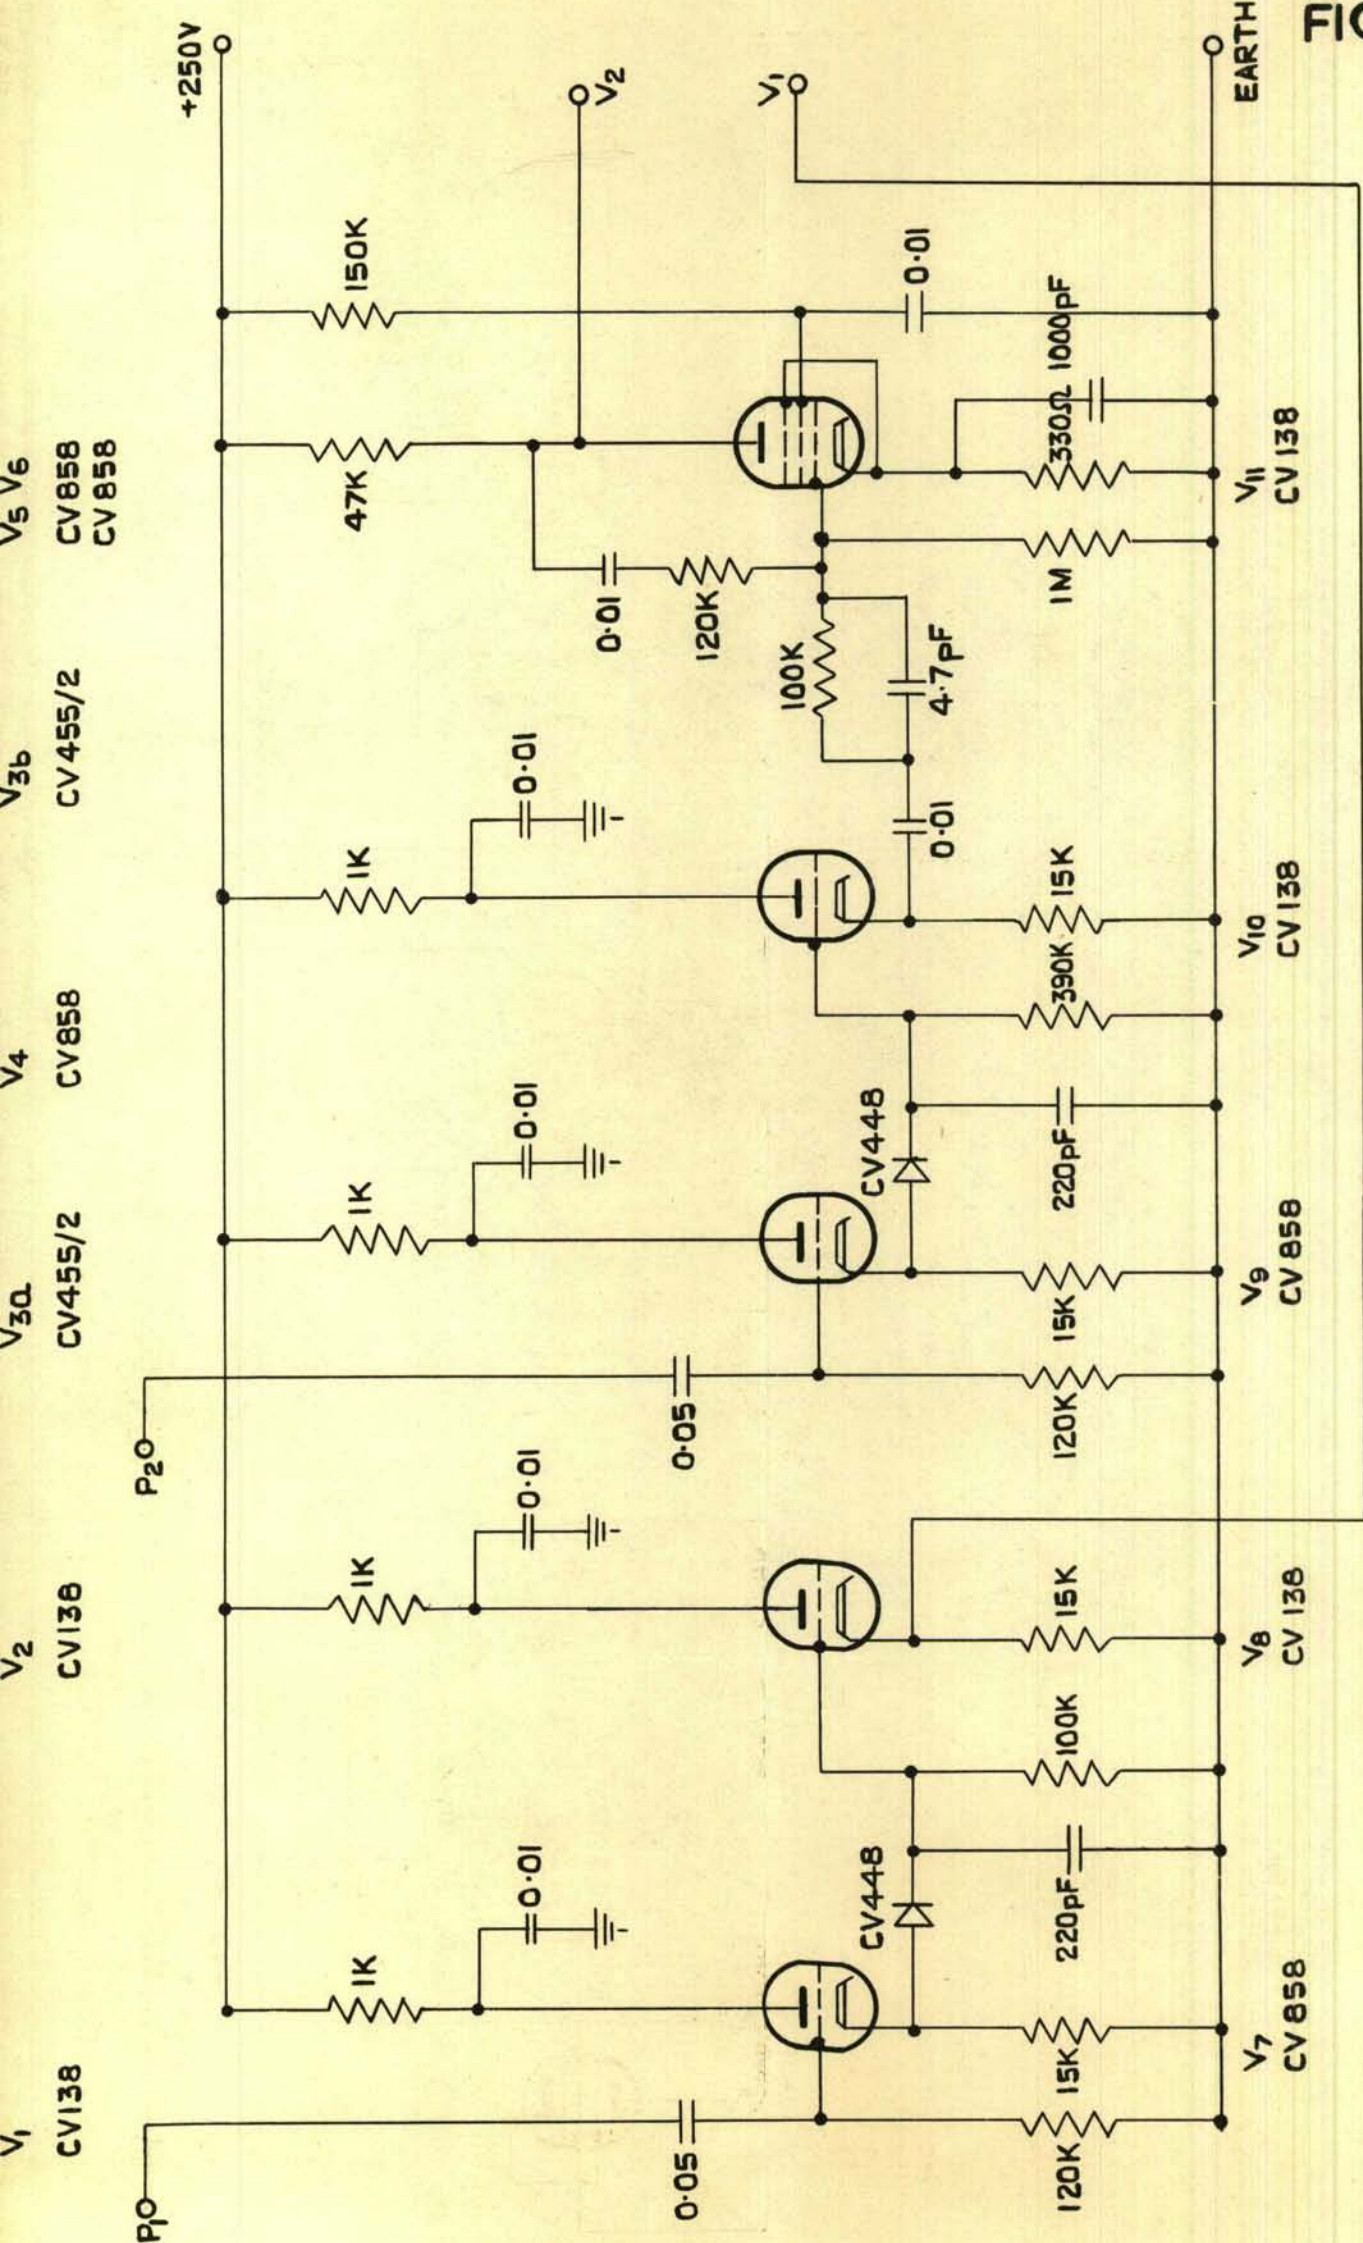 V₁ V₂ V₃ₐ V₄ V₃b V₅ V₆
CV138 CV138 CV455/2 CV858 CV455/2 CV858
CV858
P₁ P₂
+250V
1K 1K 1K 1K 47K 150K
0·01 0·01 0·01 0·01 0·01
V₂
0·05 0·05 120K
100K V₁
CV448 CV448 0·01 4·7pF 0·01
120K 15K 220pF 100K 15K 120K 15K 220pF 390K 15K 1M 330Ω 1000pF
EARTH
V₇ V₈ V₉ V₁₀ V₁₁
CV858 CV138 CV858 CV138 CV138